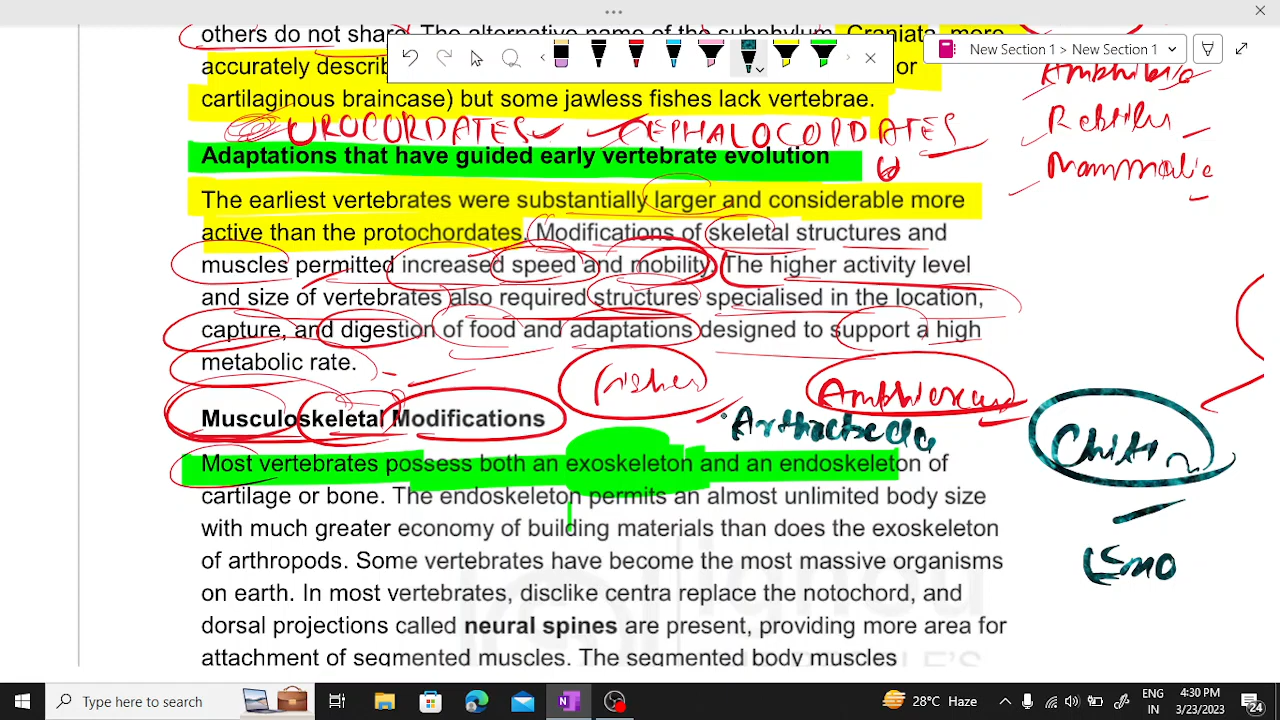 ...
others do not share. The alternative name of the subphylum, Craniata, more
New Section 1 > New Section 1
accurately describ
or
Amphibia
cartilaginous braincase) but some jawless fishes lack vertebrae.
Reptilia
UROCORDATES CEPHALOCORDATES
Adaptations that have guided early vertebrate evolution
Mammalia
The earliest vertebrates were substantially larger and considerable more
active than the protochordates. Modifications of skeletal structures and
muscles permitted increased speed and mobility. The higher activity level
and size of vertebrates also required structures specialised in the location,
capture, and digestion of food and adaptations designed to support a high
metabolic rate.
Fishes
Amphioxus
Musculoskeletal Modifications
Chitin
Most vertebrates possess both an exoskeleton and an endoskeleton of
cartilage or bone. The endoskeleton permits an almost unlimited body size
with much greater economy of building materials than does the exoskeleton
of arthropods. Some vertebrates have become the most massive organisms
on earth. In most vertebrates, disclike centra replace the notochord, and
dorsal projections called neural spines are present, providing more area for
attachment of segmented muscles. The segmented body muscles
Type here to search
28°C Haze
ENG
IN
4:30 PM
3/23/2023
24